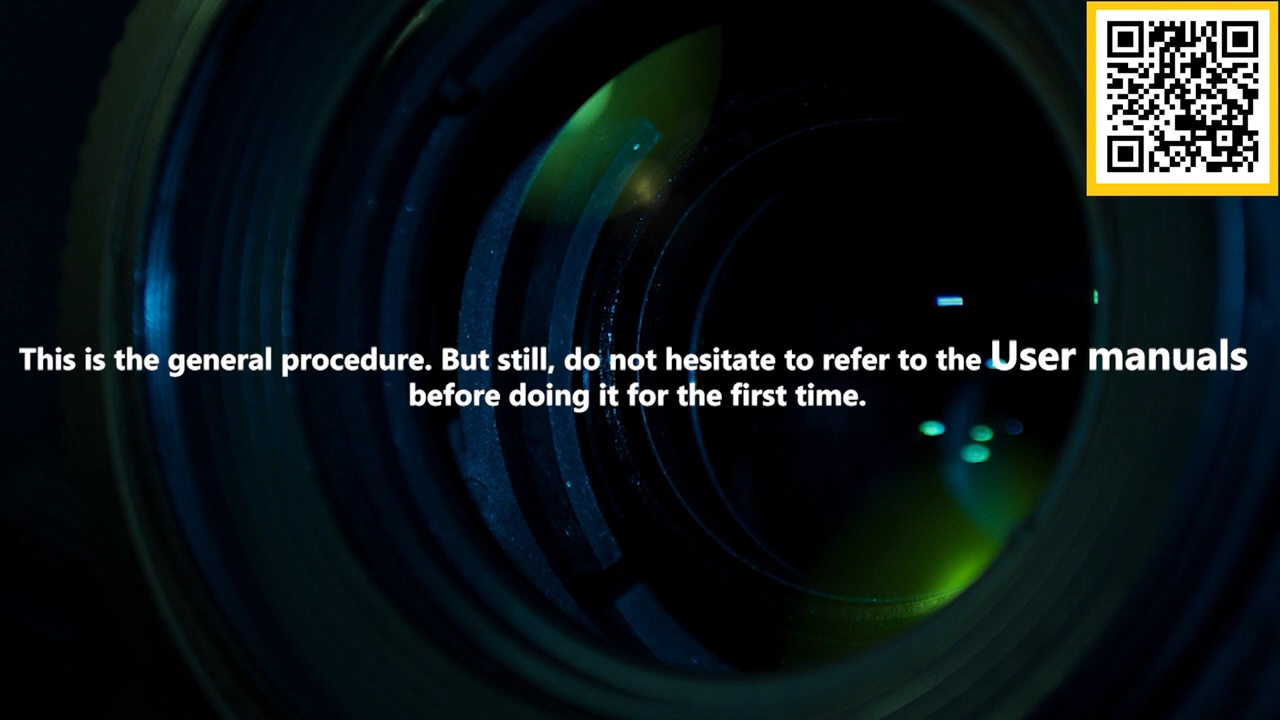 This is the general procedure. But still, do not hesitate to refer to the User manuals
before doing it for the first time.